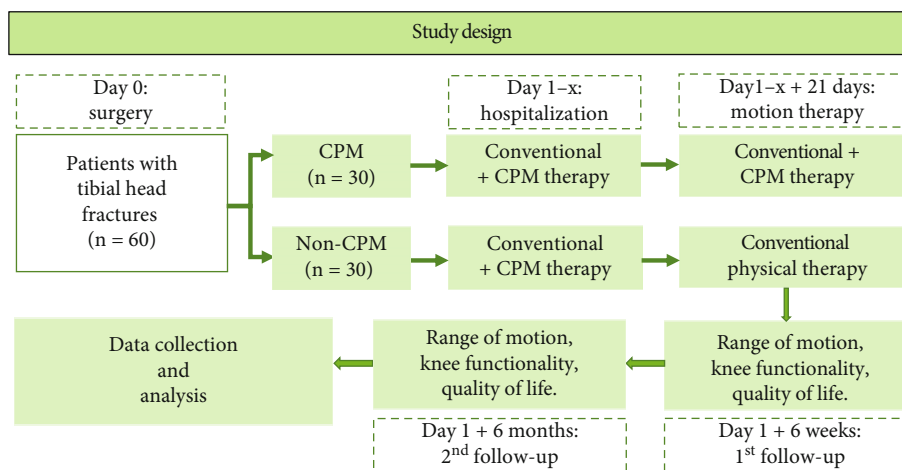 Study design
Day 0:
surgery
Day 1–x:
hospitalization
Day1–x + 21 days:
motion therapy
Patients with
tibial head
fractures
(n = 60)
CPM
(n = 30)
Conventional
+ CPM therapy
Conventional +
CPM therapy
Non-CPM
(n = 30)
Conventional
+ CPM therapy
Conventional
physical therapy
Range of motion,
knee functionality,
quality of life.
Day 1 + 6 weeks:
1st follow-up
Range of motion,
knee functionality,
quality of life.
Day 1 + 6 months:
2nd follow-up
Data collection
and
analysis